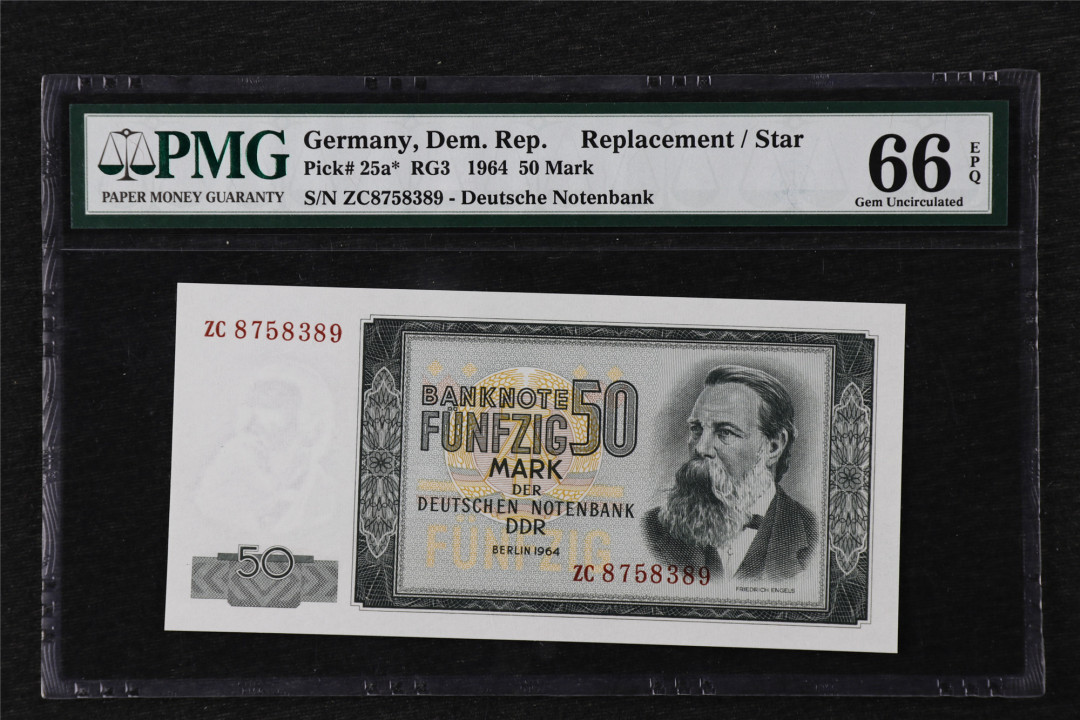 PMG
PAPER MONEY GUARANTY
Germany, Dem. Rep. Replacement / Star
Pick# 25a* RG3 1964 50 Mark
S/N ZC8758389 - Deutsche Notenbank
66
EPQ
Gem Uncirculated
ZC 8758389
BANKNOTE
FÜNFZIG 50
MARK
DER
DEUTSCHEN NOTENBANK
DDR
BERLIN 1964
FÜNFZIG
ZC 8758389
FRIEDRICH ENGELS
50